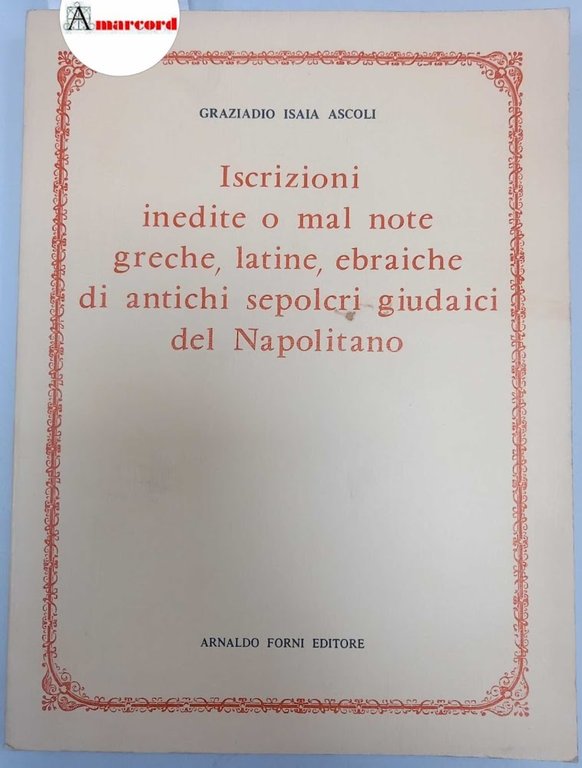 Amarcord
GRAZIADIO ISAIA ASCOLI
Iscrizioni
inedite o mal note
greche, latine, ebraiche
di antichi sepolcri giudaici
del Napolitano
ARNALDO FORNI EDITORE